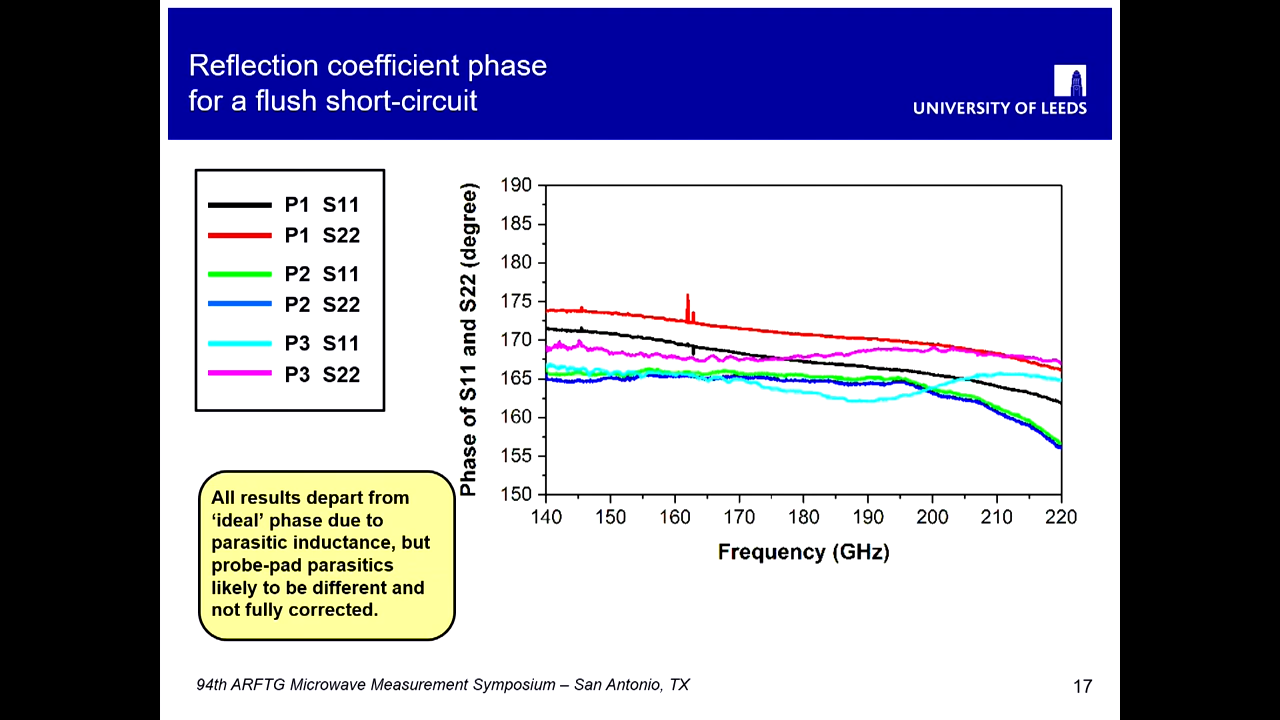 Reflection coefficient phase
for a flush short-circuit
UNIVERSITY OF LEEDS
P1 S11
P1 S22
P2 S11
P2 S22
P3 S11
P3 S22
All results depart from
‘ideal’ phase due to
parasitic inductance, but
probe-pad parasitics
likely to be different and
not fully corrected.
Phase of S11 and S22 (degree)
190
185
180
175
170
165
160
155
150
140 150 160 170 180 190 200 210 220
Frequency (GHz)
94th ARFTG Microwave Measurement Symposium – San Antonio, TX
17